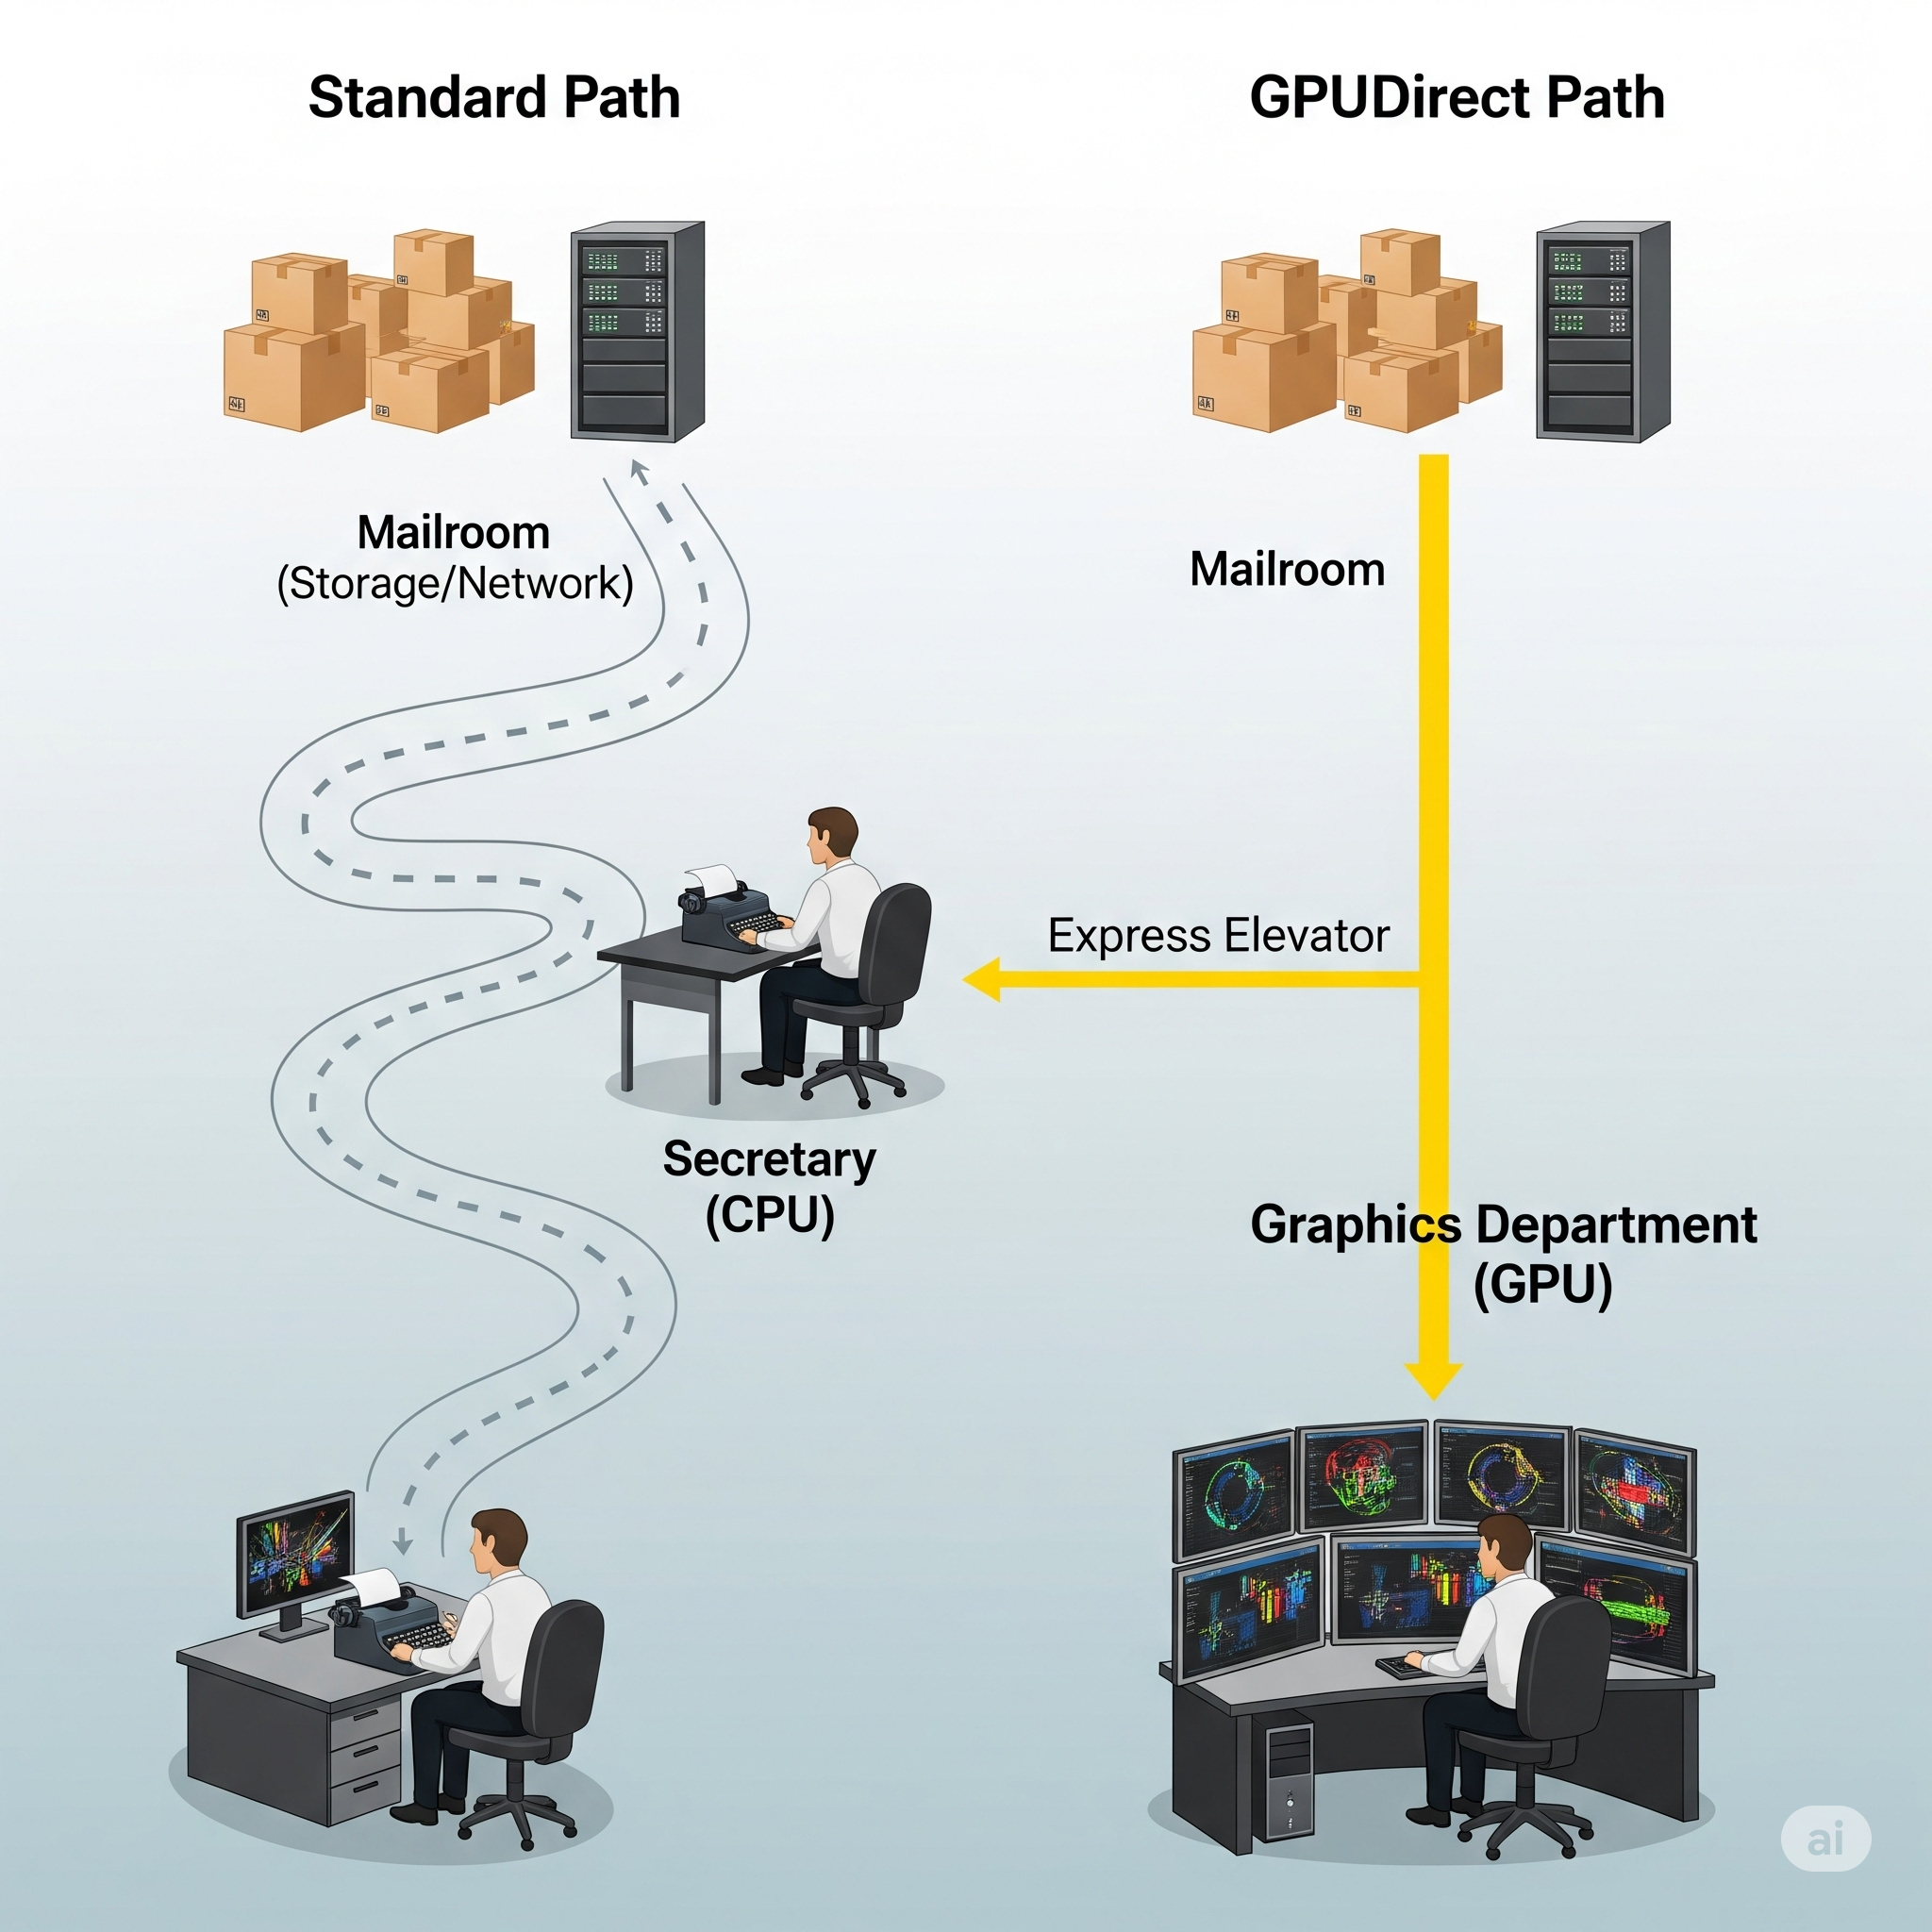 Standard Path
GPUDirect Path
Mailroom
(Storage/Network)
Mailroom
Express Elevator
Secretary
(CPU)
Graphics Department
(GPU)
ai